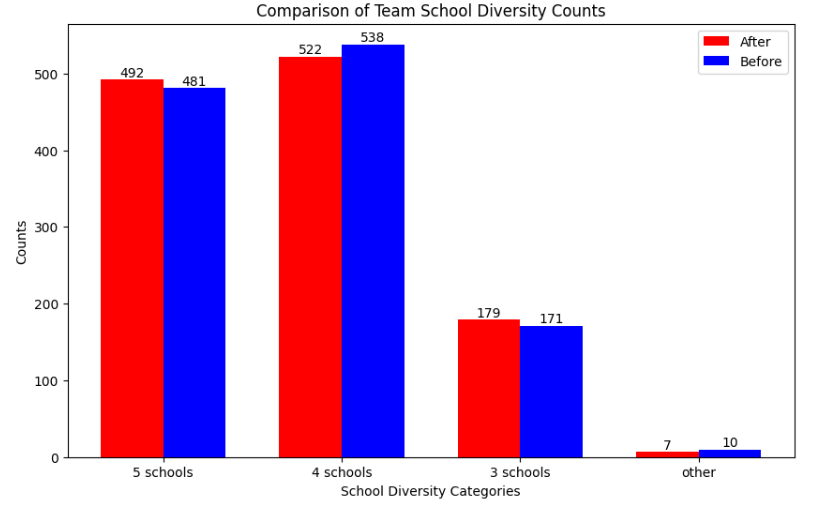 Comparison of Team School Diversity Counts
After
Before
Counts
500
400
300
200
100
0
492
481
522
538
179
171
7
10
5 schools
4 schools
3 schools
other
School Diversity Categories